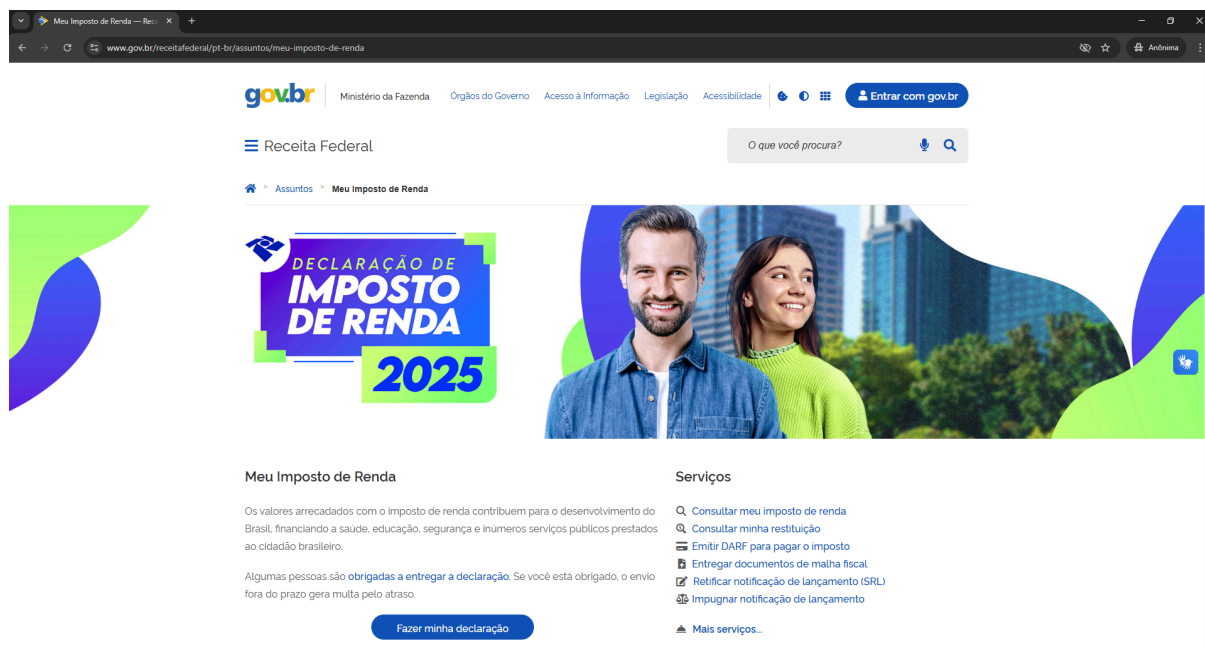 Meu Imposto de Renda — Rec
www.gov.br/receitafederal/pt-br/assuntos/meu-imposto-de-renda
Anônima
gov.br
Ministério da Fazenda
Órgãos do Governo
Acesso à Informação
Legislação
Acessibilidade
Entrar com gov.br
Receita Federal
O que você procura?
Assuntos > Meu Imposto de Renda
DECLARAÇÃO DE
IMPOSTO
DE RENDA
2025
Meu Imposto de Renda
Os valores arrecadados com o imposto de renda contribuem para o desenvolvimento do
Brasil, financiando a saúde, educação, segurança e inúmeros serviços públicos prestados
ao cidadão brasileiro.
Algumas pessoas são obrigadas a entregar a declaração. Se você está obrigado, o envio
fora do prazo gera multa pelo atraso.
Fazer minha declaração
Serviços
Consultar meu imposto de renda
Consultar minha restituição
Emitir DARF para pagar o imposto
Entregar documentos de malha fiscal
Retificar notificação de lançamento (SRL)
Impugnar notificação de lançamento
Mais serviços...